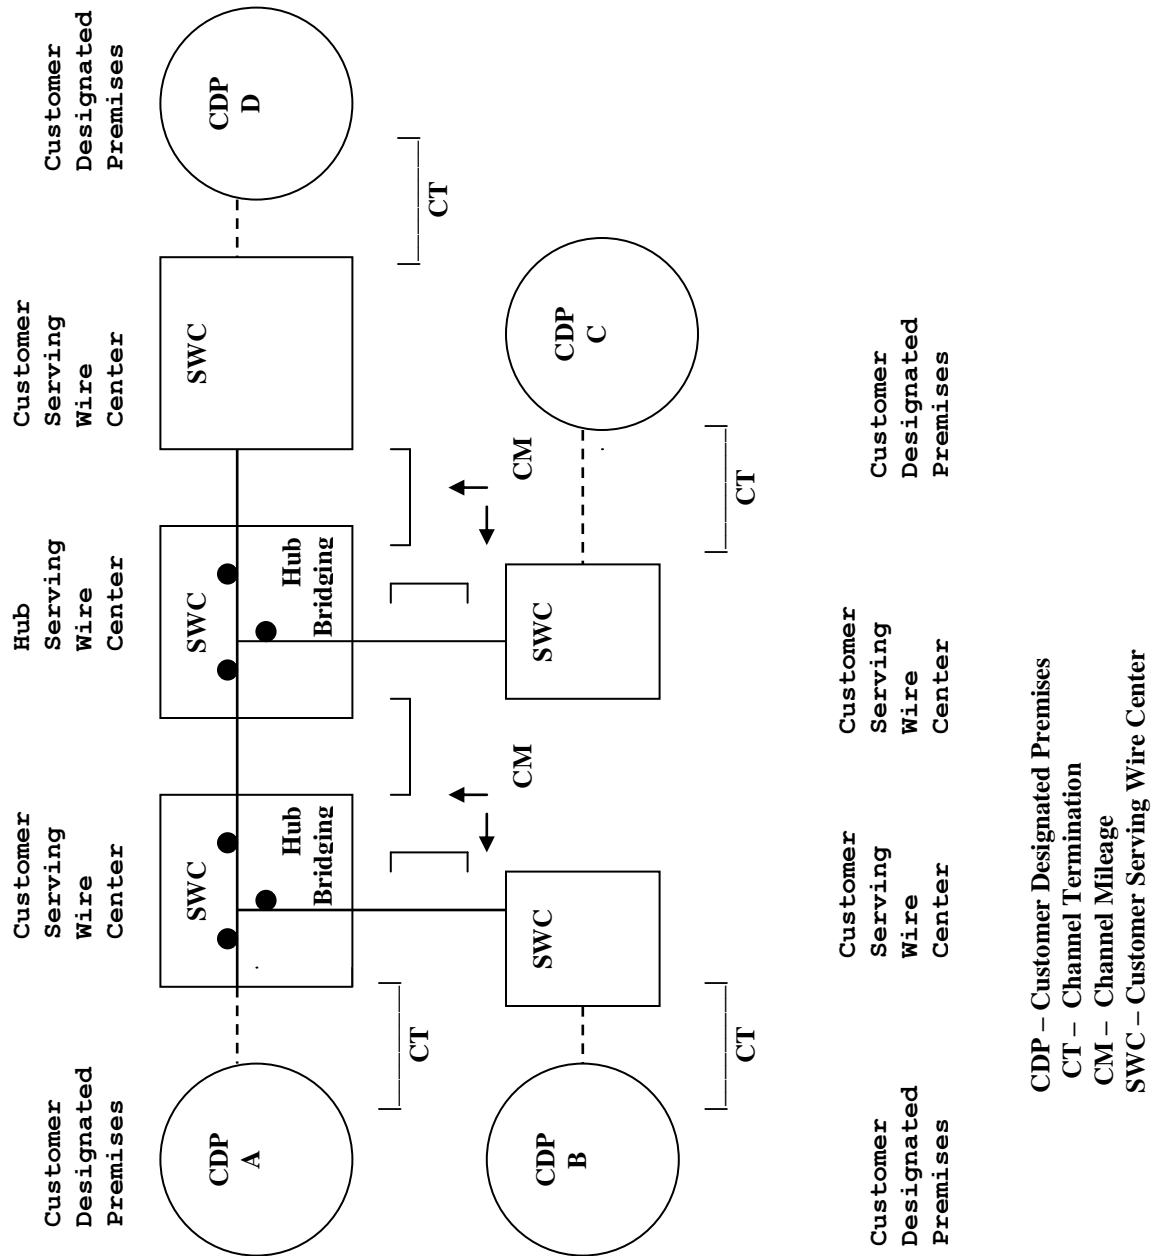 Customer
Designated
Premises
Customer
Serving
Wire
Center
Hub
Serving
Wire
Center
Customer
Serving
Wire
Center
Customer
Designated
Premises
CDP
A
SWC
Hub
Bridging
SWC
Hub
Bridging
SWC
CDP
D
CT
CM
CM
CT
CDP
B
SWC
SWC
CDP
C
CT
CT
Customer
Designated
Premises
Customer
Serving
Wire
Center
Customer
Serving
Wire
Center
Customer
Designated
Premises
CDP – Customer Designated Premises
CT – Channel Termination
CM – Channel Mileage
SWC – Customer Serving Wire Center